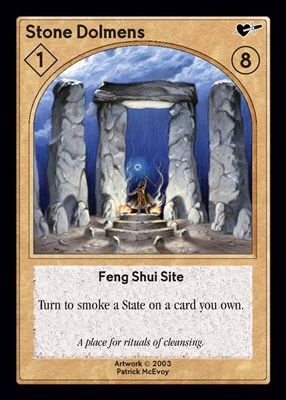 Stone Dolmens
1
8
Feng Shui Site
Turn to smoke a State on a card you own.
A place for rituals of cleansing.
Artwork © 2003
Patrick McEvoy